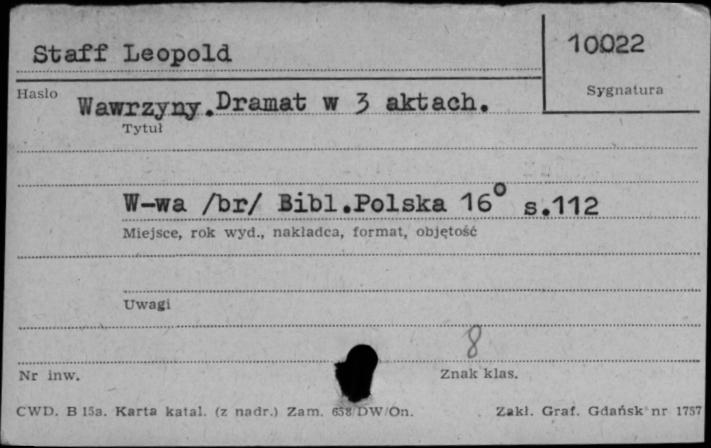 Staff Leopold
10022
Hasło
Sygnatura
Wawrzyny.Dramat w 3 aktach.
Tytuł
W-wa /br/ Bibl.Polska 16° s.112
Miejsce, rok wyd., nakładca, format, objętość
Uwagi
8
Nr inw.
Znak klas.
CWD. B 15a. Karta katal. (z nadr.) Zam. 658/DW/On.
Zakł. Graf. Gdańsk nr 1757